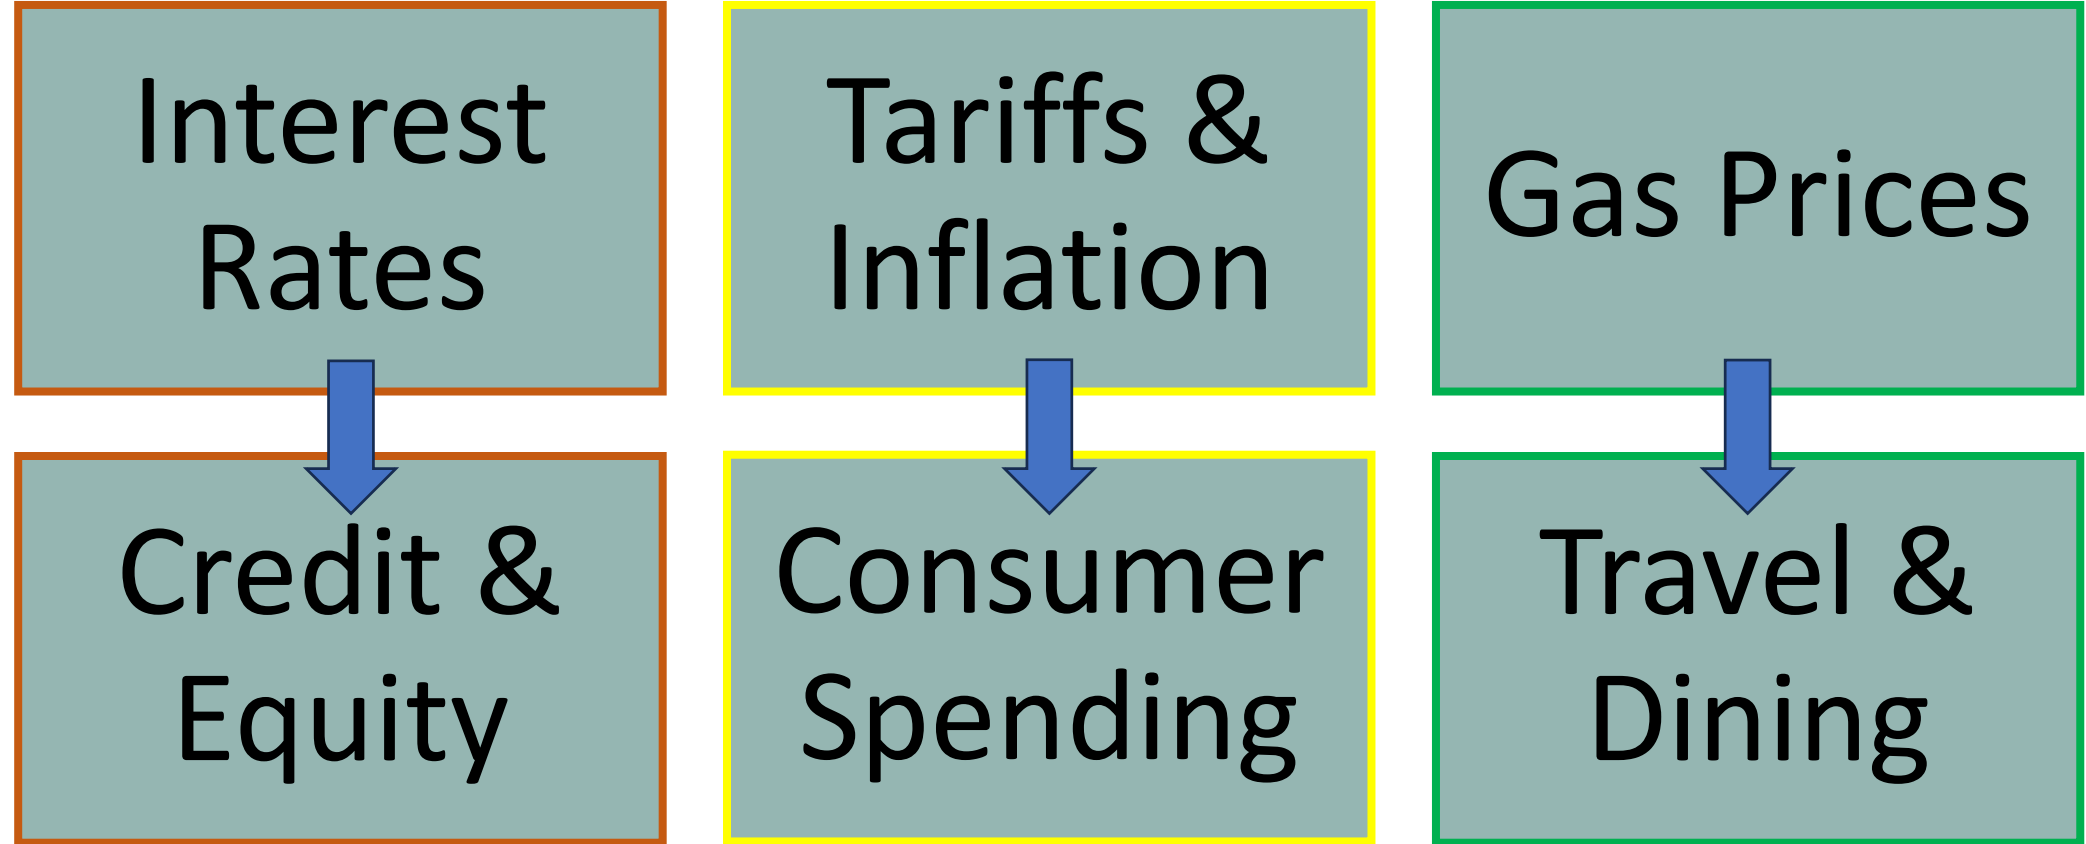 Interest
Rates
Tariffs &
Inflation
Gas Prices
Credit &
Equity
Consumer
Spending
Travel &
Dining